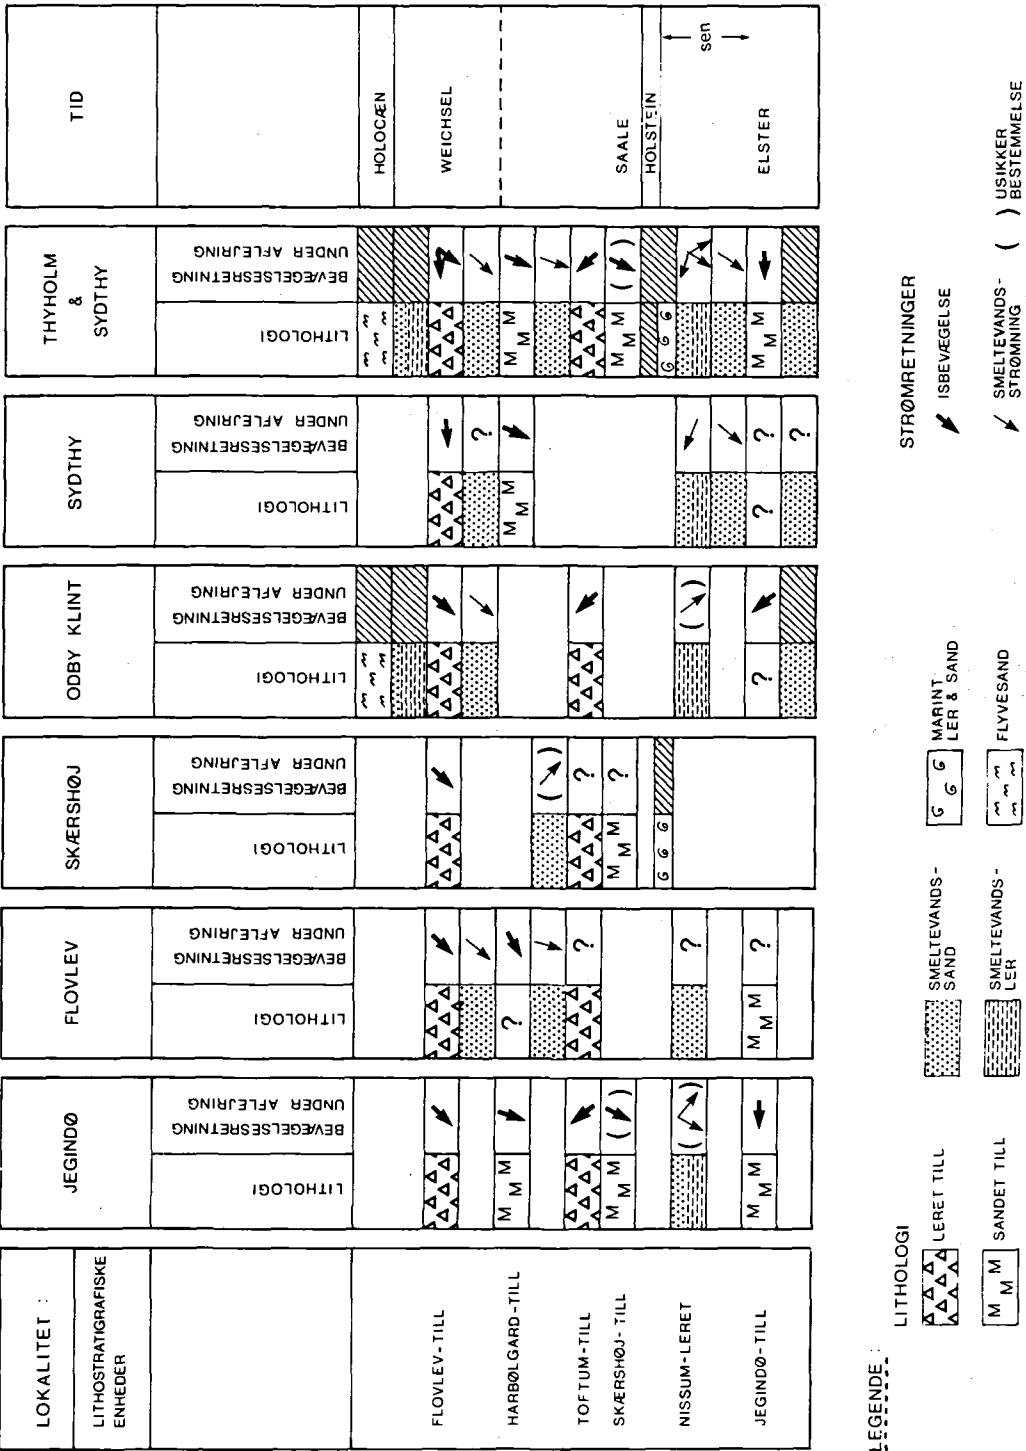 LOKALITET :
JEGINDØ
FLOVLEV
SKÆRSHØJ
ODBY KLINT
SYDTHY
THYHOLM
&
SYDTHY
TID
LITHOSTRATIGRAFISKE
ENHEDER
LITHOLOGI
BEVÆGELSESRETNING
UNDER AFLEJRING
LITHOLOGI
BEVÆGELSESRETNING
UNDER AFLEJRING
LITHOLOGI
BEVÆGELSESRETNING
UNDER AFLEJRING
LITHOLOGI
BEVÆGELSESRETNING
UNDER AFLEJRING
LITHOLOGI
BEVÆGELSESRETNING
UNDER AFLEJRING
LITHOLOGI
BEVÆGELSESRETNING
UNDER AFLEJRING
HOLOCÆN
WEICHSEL
SAALE
HOLSTEIN
sen
ELSTER
FLOVLEV-TILL
HARBØLGARD-TILL
TOFTUM-TILL
SKÆRSHØJ-TILL
NISSUM-LERET
JEGINDØ-TILL
LEGENDE :
LITHOLOGI
LERET TILL
SANDET TILL
SMELTEVANDS-
SAND
SMELTEVANDS-
LER
MARINT
LER & SAND
FLYVESAND
STRØMRETNINGER
ISBEVÆGELSE
SMELTEVANDS-
STRØMNING
( ) USIKKER
BESTEMMELSE